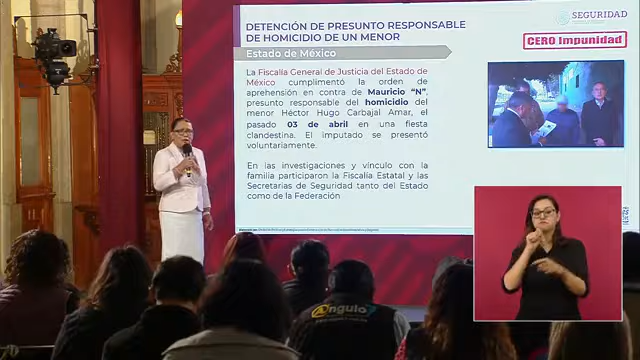 SEGURIDAD
DETENCIÓN DE PRESUNTO RESPONSABLE
DE HOMICIDIO DE UN MENOR
CERO Impunidad
Estado de México
La Fiscalía General de Justicia del Estado de
México cumplimentó la orden de
aprehensión en contra de Mauricio “N”,
presunto responsable del homicidio del
menor Héctor Hugo Carbajal Amar, el
pasado 03 de abril en una fiesta
clandestina. El imputado se presentó
voluntariamente.
En las investigaciones y vínculo con la
familia participaron la Fiscalía Estatal y las
Secretarías de Seguridad tanto del Estado
como de la Federación
Angulo7